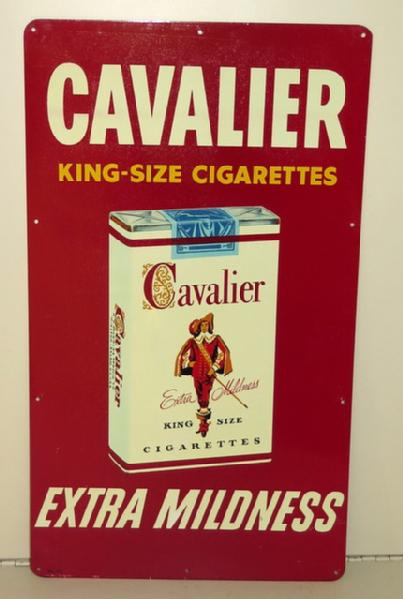 CAVALIER
KING-SIZE CIGARETTES
Cavalier
Cavalier
Extra Mildness
KING SIZE
CIGARETTES
EXTRA MILDNESS